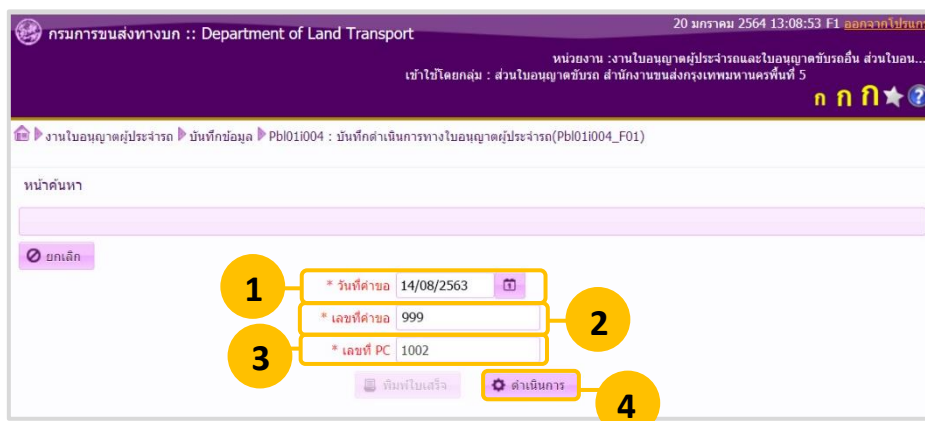 กรมการขนส่งทางบก :: Department of Land Transport
20 มกราคม 2564 13:08:53 F1 ออกจากโปรแกร
หน่วยงาน :งานใบอนุญาตผู้ประจำรถและใบอนุญาตขับรถอื่น ส่วนใบอน...
เข้าใช้โดยกลุ่ม : ส่วนใบอนุญาตขับรถ สำนักงานขนส่งกรุงเทพมหานครพื้นที่ 5
ก ก ก ?
งานใบอนุญาตผู้ประจำรถ บันทึกข้อมูล Pbl01i004 : บันทึกดำเนินการทางใบอนุญาตผู้ประจำรถ(Pbl01i004_F01)
หน้าค้นหา
ยกเลิก
1 * วันที่คำขอ 14/08/2563
* เลขที่คำขอ 999 2
3 * เลขที่ PC 1002
พิมพ์ใบเสร็จ ดำเนินการ
4